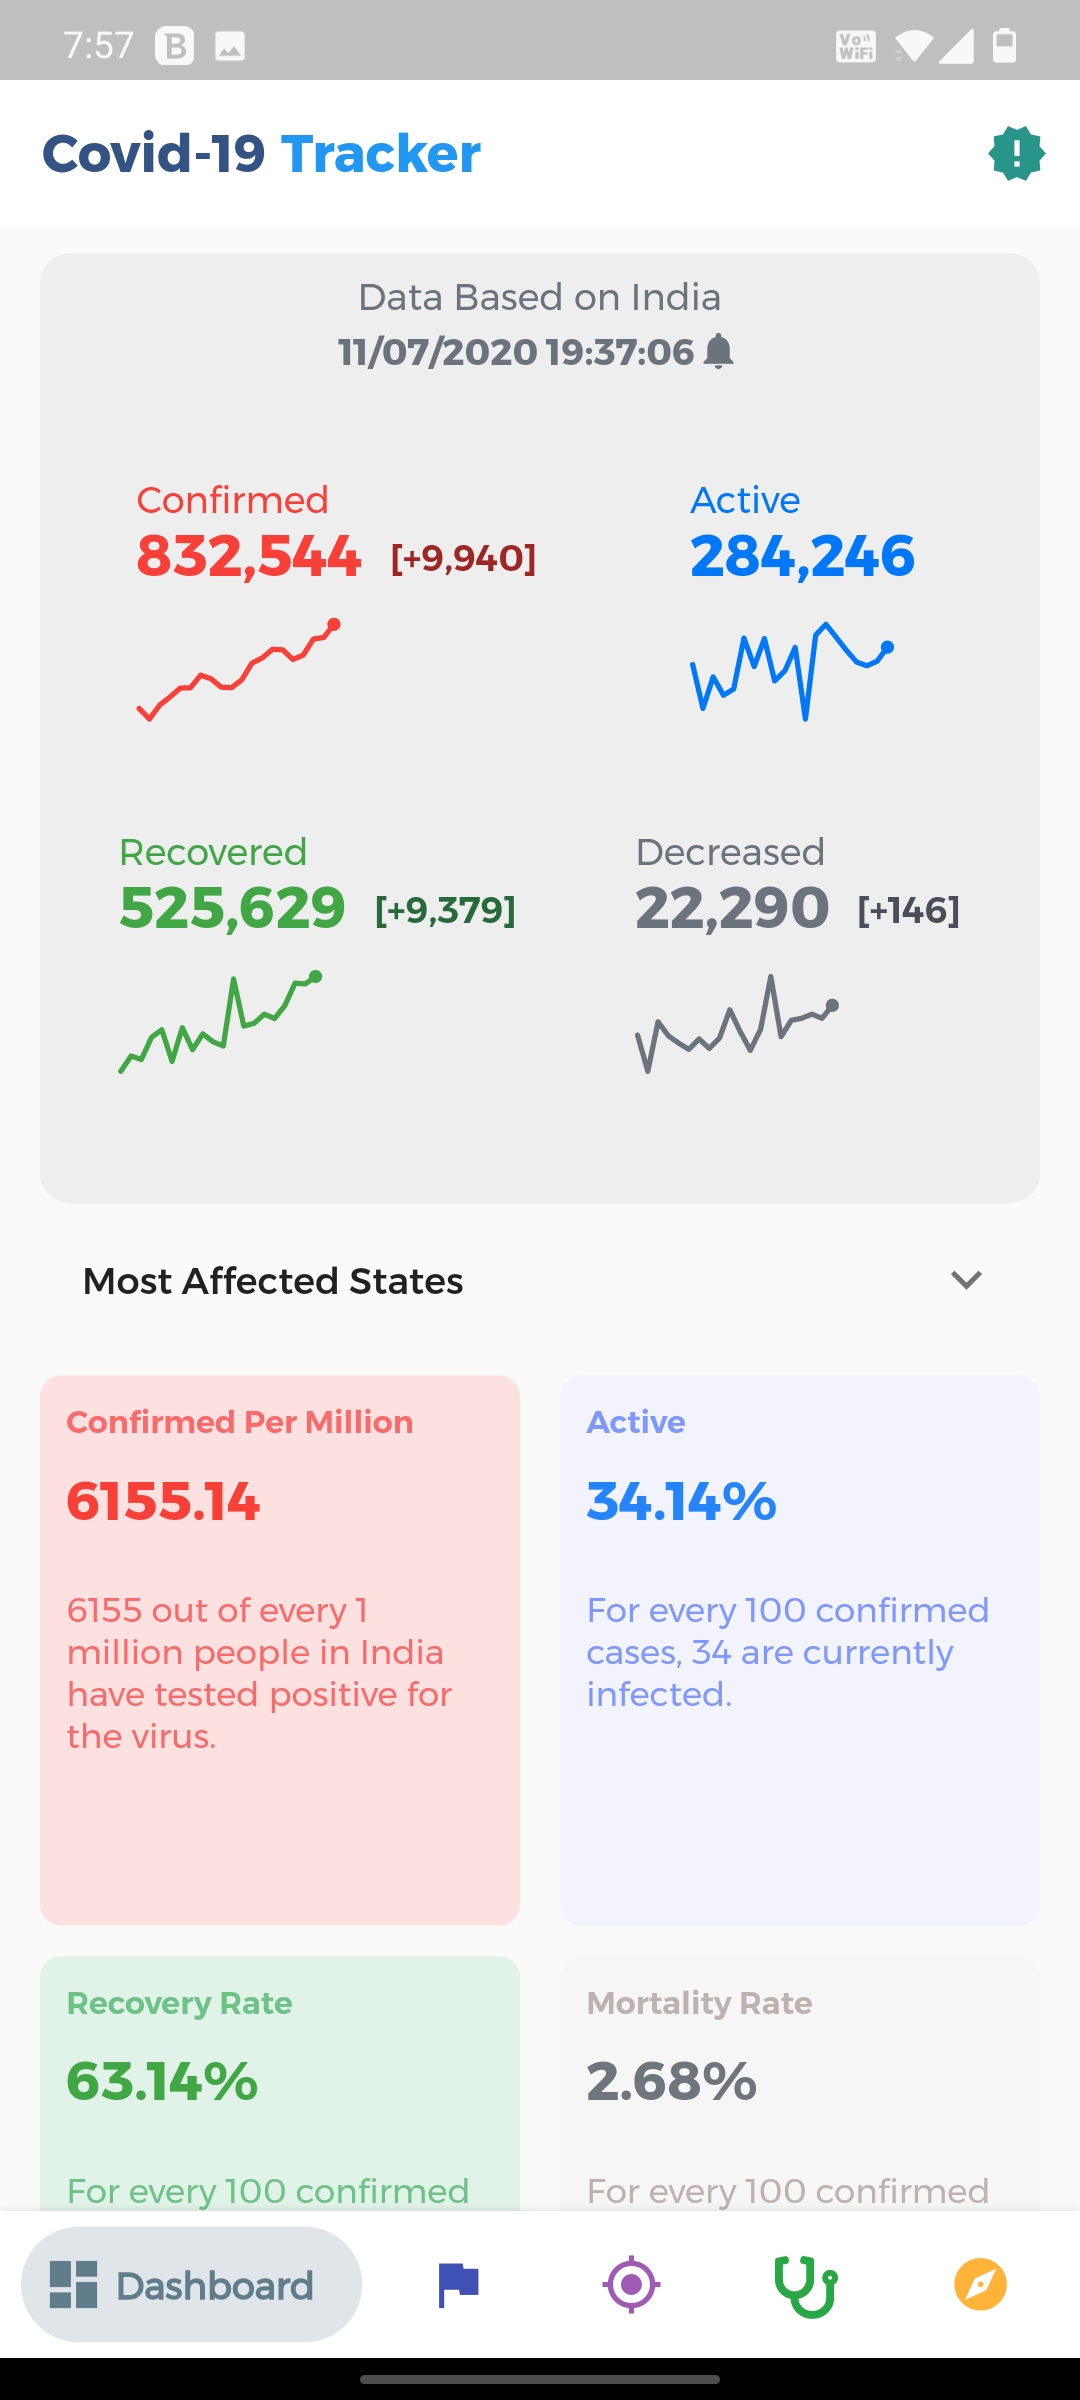 7:57
B
Vo WiFi
Covid-19 Tracker
Data Based on India
11/07/2020 19:37:06
Confirmed
832,544 [+9,940]
Active
284,246
Recovered
525,629 [+9,379]
Decreased
22,290 [+146]
Most Affected States
Confirmed Per Million
6155.14
6155 out of every 1
million people in India
have tested positive for
the virus.
Active
34.14%
For every 100 confirmed
cases, 34 are currently
infected.
Recovery Rate
63.14%
For every 100 confirmed
Mortality Rate
2.68%
For every 100 confirmed
Dashboard